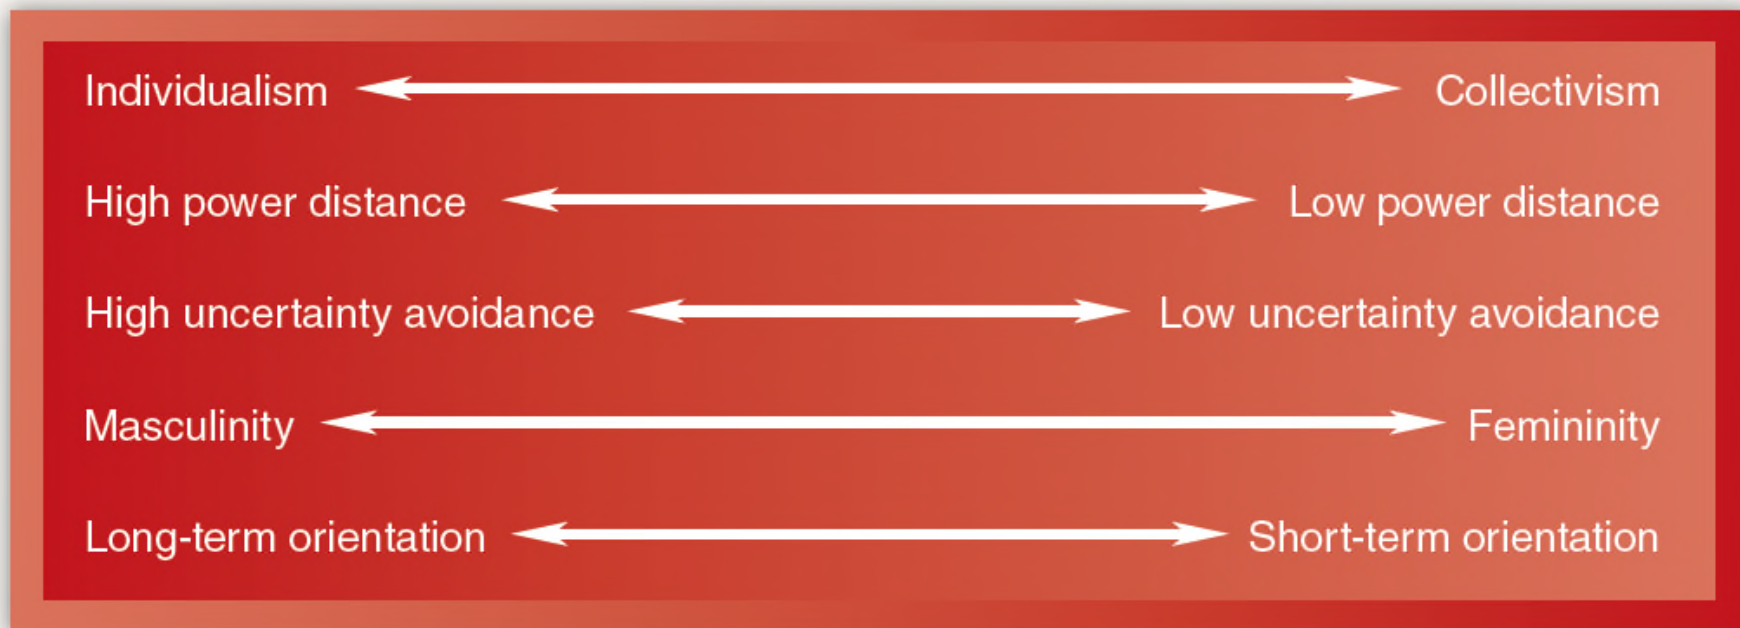 Individualism Collectivism
High power distance Low power distance
High uncertainty avoidance Low uncertainty avoidance
Masculinity Femininity
Long-term orientation Short-term orientation